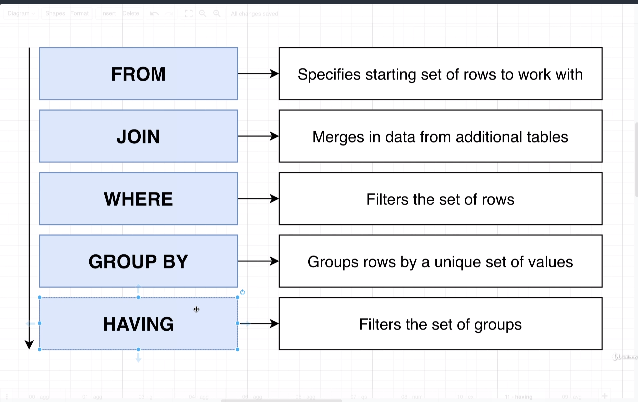 FROM
Specifies starting set of rows to work with
JOIN
Merges in data from additional tables
WHERE
Filters the set of rows
GROUP BY
Groups rows by a unique set of values
HAVING
Filters the set of groups